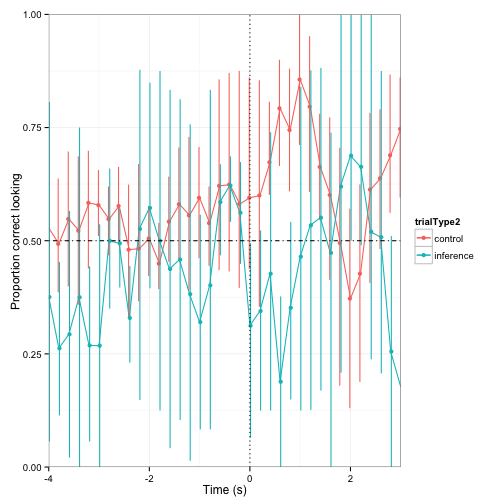 1.00
0.75
0.50
0.25
0.00
Proportion correct looking
-4
-2
0
2
Time (s)
trialType2
control
inference